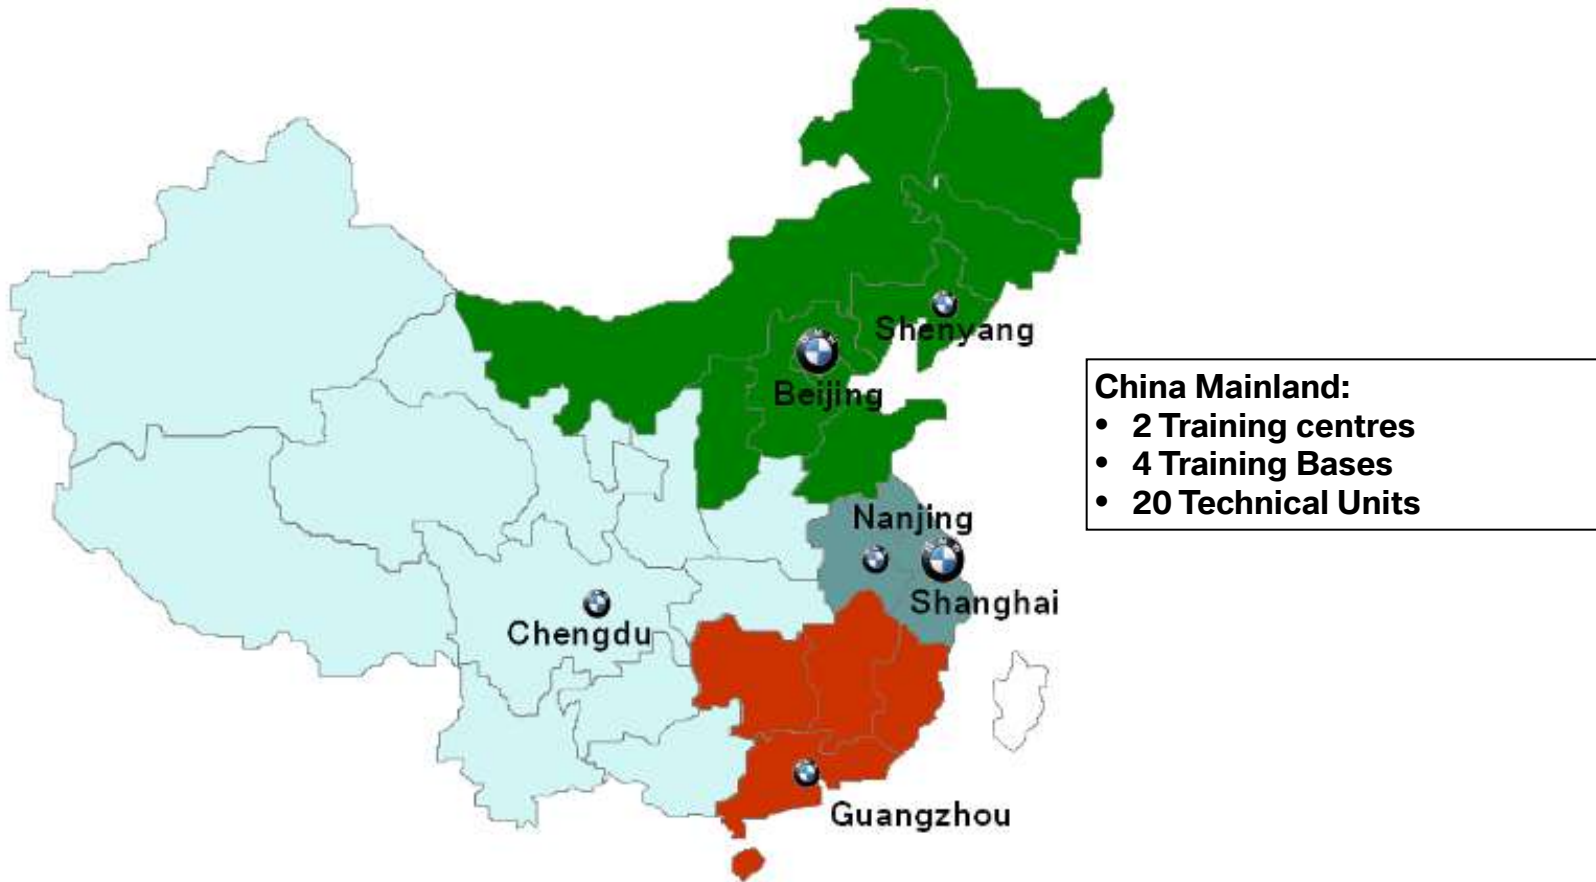 Shenyang
Beijing
China Mainland:
• 2 Training centres
• 4 Training Bases
• 20 Technical Units
Nanjing
Shanghai
Chengdu
Guangzhou